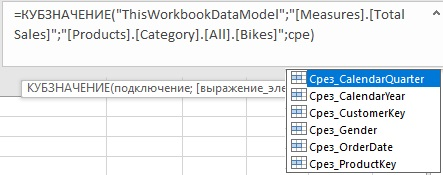 =КУБЗНАЧЕНИЕ("ThisWorkbookDataModel";"[Measures].[Total
Sales]";"[Products].[Category].[All].[Bikes]";сре)
КУБЗНАЧЕНИЕ(подключение; [выражение_эле
Срез_CalendarQuarter
Срез_CalendarYear
Срез_CustomerKey
Срез_Gender
Срез_OrderDate
Срез_ProductKey